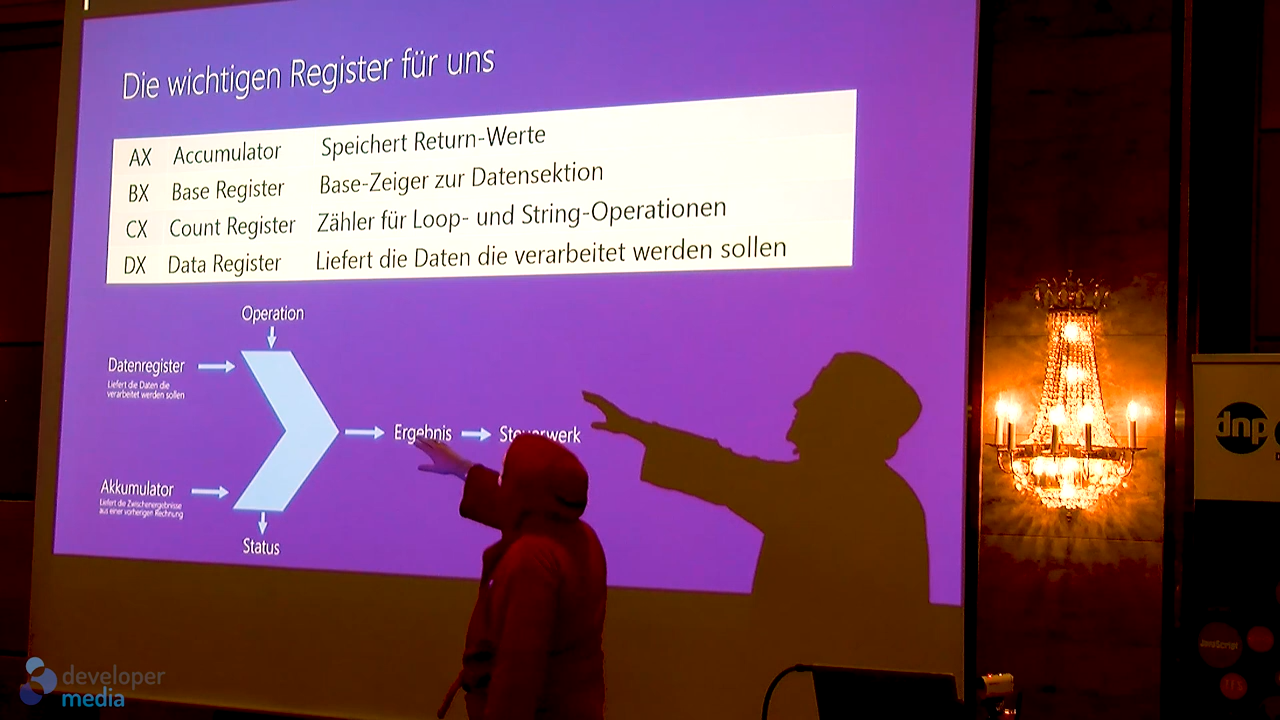 Die wichtigen Register für uns
AX Accumulator Speichert Return-Werte
BX Base Register Base-Zeiger zur Datensektion
CX Count Register Zähler für Loop- und String-Operationen
DX Data Register Liefert die Daten die verarbeitet werden sollen
Operation
Datenregister
Liefert die Daten die
verarbeitet werden sollen
Ergebnis
Akkumulator
Liefert die Zwischenergebnisse
aus einer vorherigen Rechnung
Status
dnp
JavaScript
developer
media